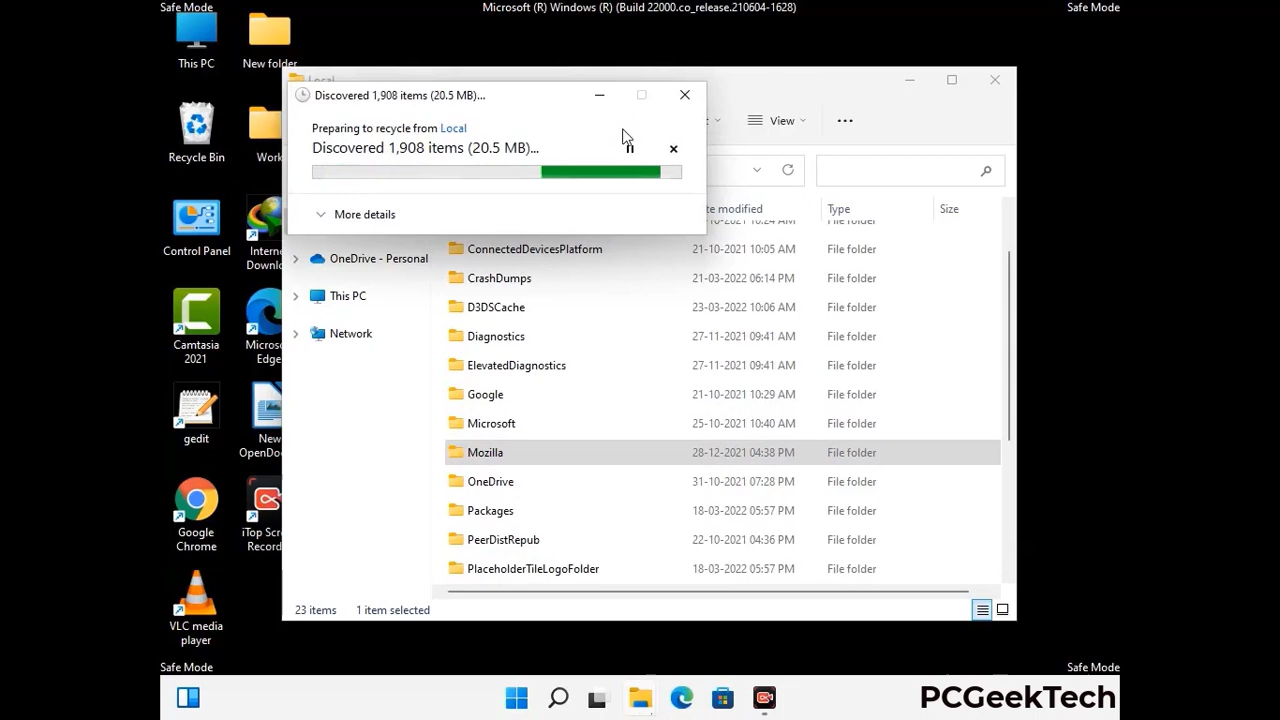 Safe Mode
Microsoft (R) Windows (R) (Build 22000.co_release.210604-1628)
Safe Mode
This PC
New folder
Recycle Bin
Work
Control Panel
Camtasia
2021
Edge
gedit
New
Google
Chrome
VLC media
player
Local
Discovered 1,908 items (20.5 MB)...
Preparing to recycle from Local
Discovered 1,908 items (20.5 MB)...
More details
View
Type
Size
OneDrive - Personal
This PC
Network
File folder
ConnectedDevicesPlatform 21-10-2021 10:05 AM File folder
CrashDumps 21-03-2022 06:14 PM File folder
D3DSCache 23-03-2022 10:06 AM File folder
Diagnostics 27-11-2021 09:41 AM File folder
ElevatedDiagnostics 27-11-2021 09:41 AM File folder
Google 21-10-2021 10:29 AM File folder
Microsoft 25-10-2021 10:40 AM File folder
Mozilla 28-12-2021 04:38 PM File folder
OneDrive 31-10-2021 07:28 PM File folder
Packages 18-03-2022 05:57 PM File folder
PeerDistRepub 22-10-2021 04:36 PM File folder
PlaceholderTileLogoFolder 18-03-2022 05:57 PM File folder
23 items 1 item selected
Safe Mode
Safe Mode
PCGeekTech